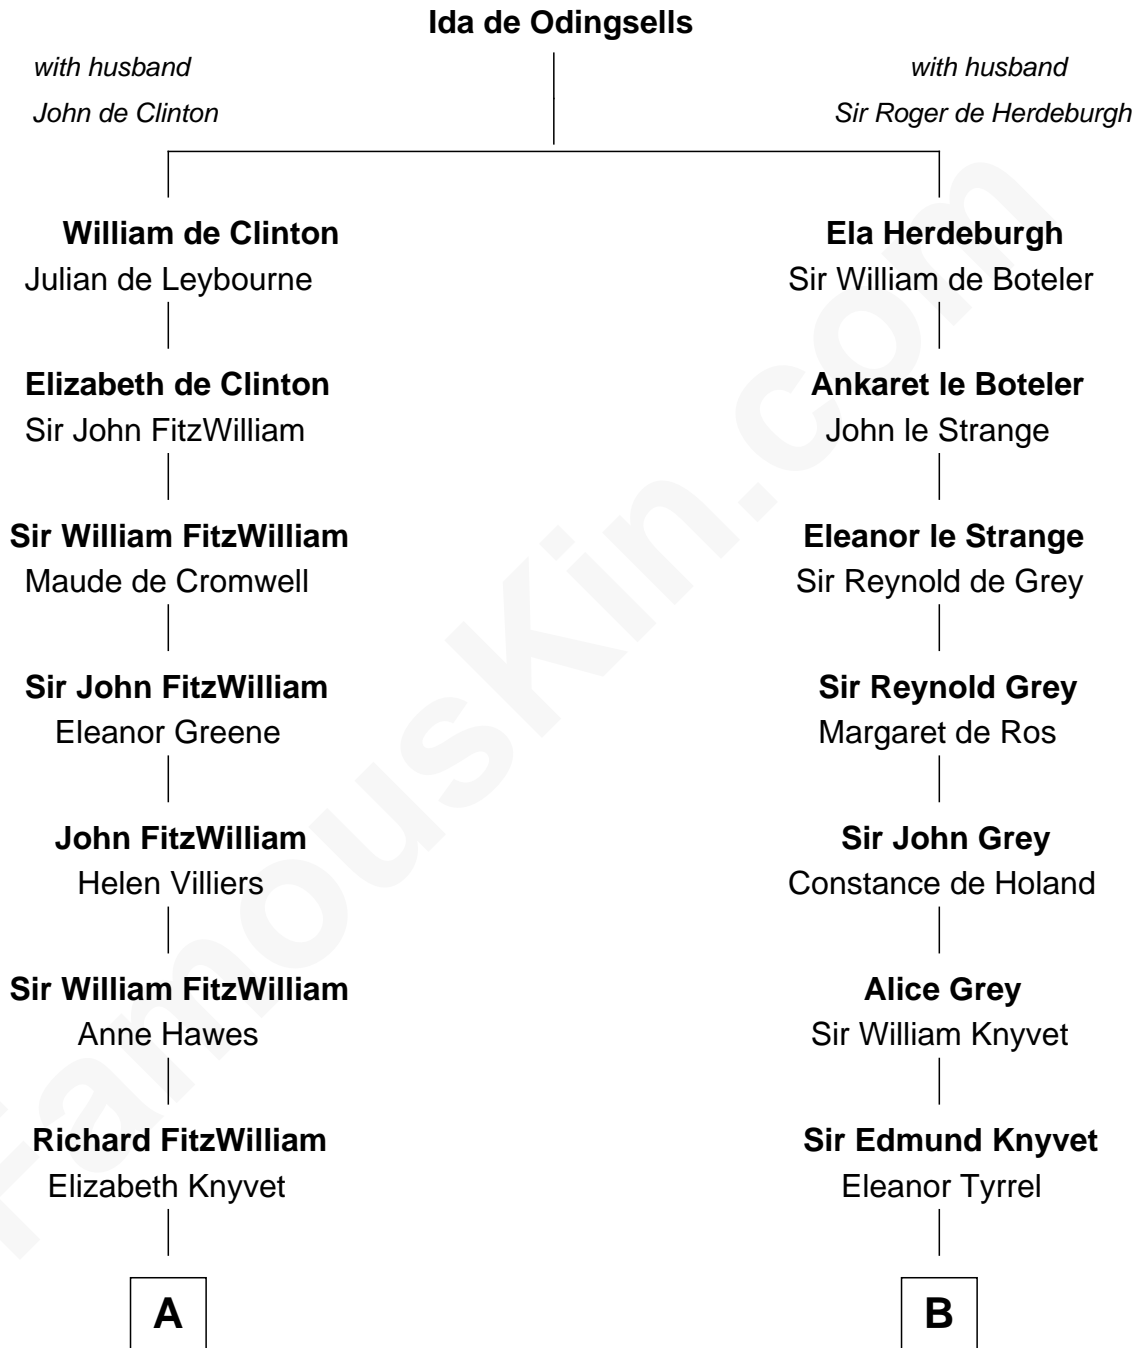 Ida de Odingsells
with husband
John de Clinton
with husband
Sir Roger de Herdeburgh
William de Clinton
Julian de Leybourne
Ela Herdeburgh
Sir William de Boteler
Elizabeth de Clinton
Sir John FitzWilliam
Ankaret le Boteler
John le Strange
Sir William FitzWilliam
Maude de Cromwell
Eleanor le Strange
Sir Reynold de Grey
Sir John FitzWilliam
Eleanor Greene
Sir Reynold Grey
Margaret de Ros
John FitzWilliam
Helen Villiers
Sir John Grey
Constance de Holand
Sir William FitzWilliam
Anne Hawes
Alice Grey
Sir William Knyvet
Richard FitzWilliam
Elizabeth Knyvet
Sir Edmund Knyvet
Eleanor Tyrrel
A
B
FamousKin.com